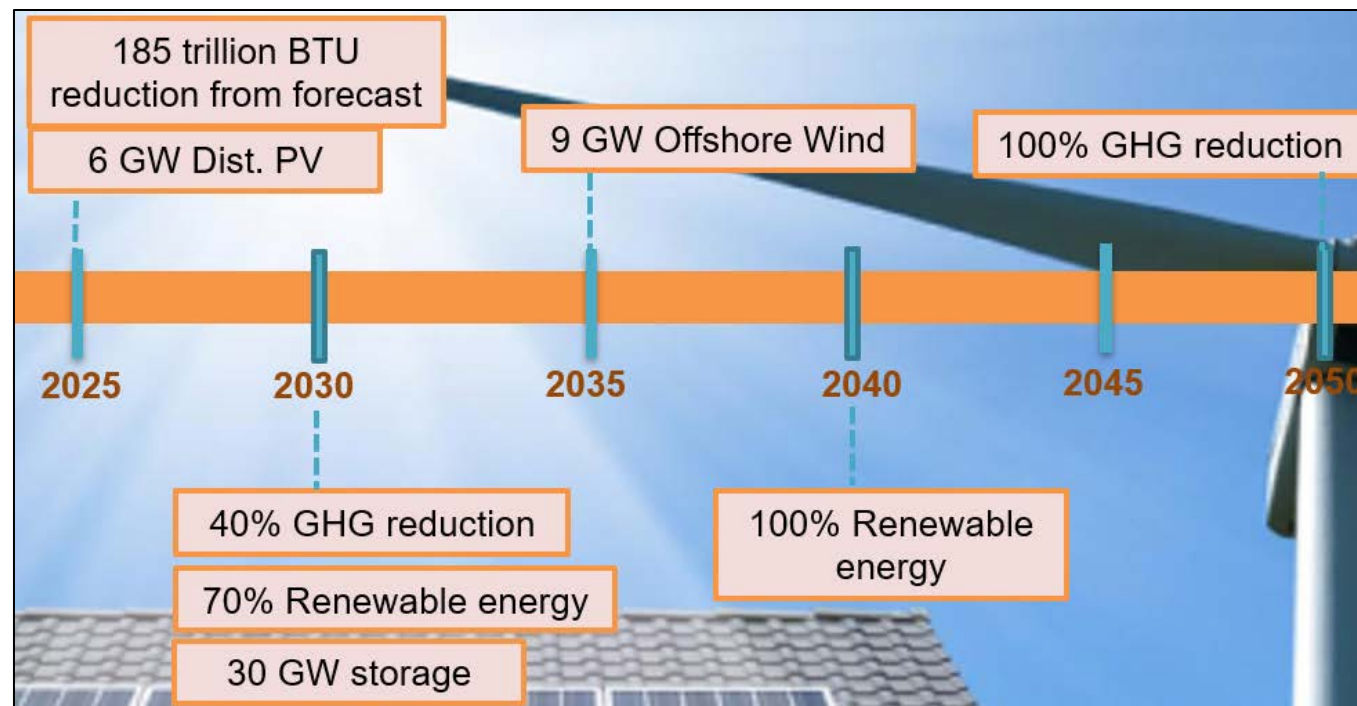 185 trillion BTU
reduction from forecast
6 GW Dist. PV
9 GW Offshore Wind
100% GHG reduction
2025
2030
2035
2040
2045
2050
40% GHG reduction
70% Renewable energy
30 GW storage
100% Renewable
energy